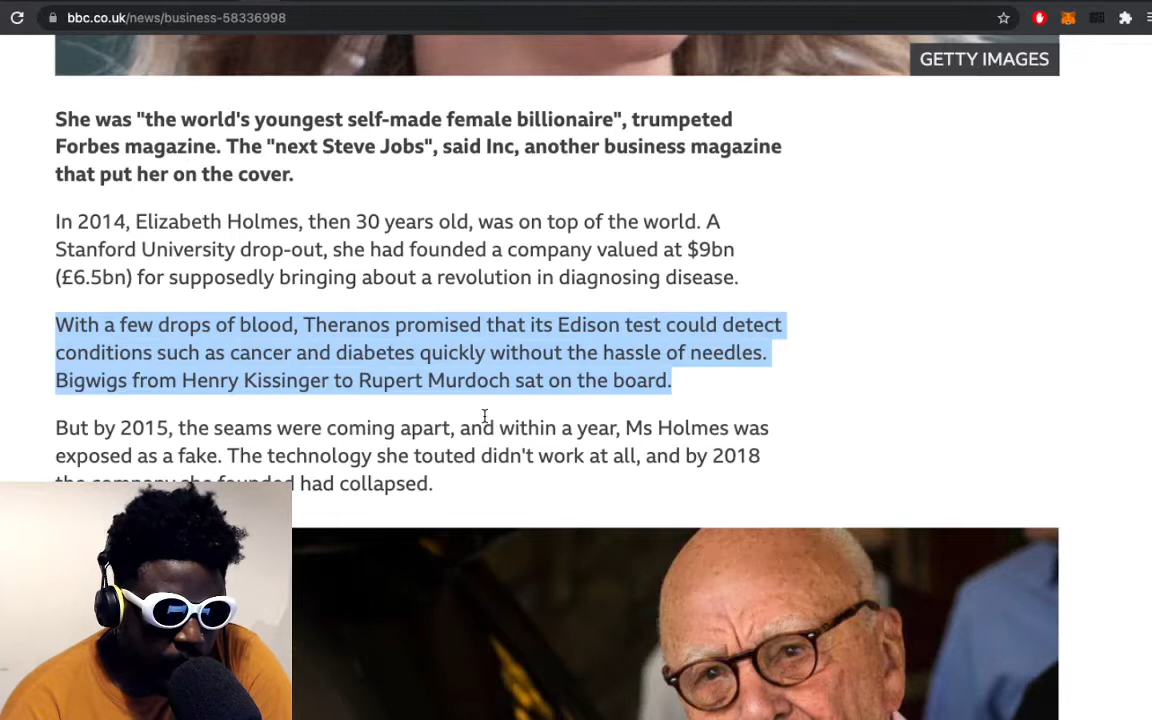 bbc.co.uk/news/business-58336998
GETTY IMAGES
She was "the world's youngest self-made female billionaire", trumpeted
Forbes magazine. The "next Steve Jobs", said Inc, another business magazine
that put her on the cover.
In 2014, Elizabeth Holmes, then 30 years old, was on top of the world. A
Stanford University drop-out, she had founded a company valued at $9bn
(£6.5bn) for supposedly bringing about a revolution in diagnosing disease.
With a few drops of blood, Theranos promised that its Edison test could detect
conditions such as cancer and diabetes quickly without the hassle of needles.
Bigwigs from Henry Kissinger to Rupert Murdoch sat on the board.
But by 2015, the seams were coming apart, and within a year, Ms Holmes was
exposed as a fake. The technology she touted didn't work at all, and by 2018
the company she founded had collapsed.